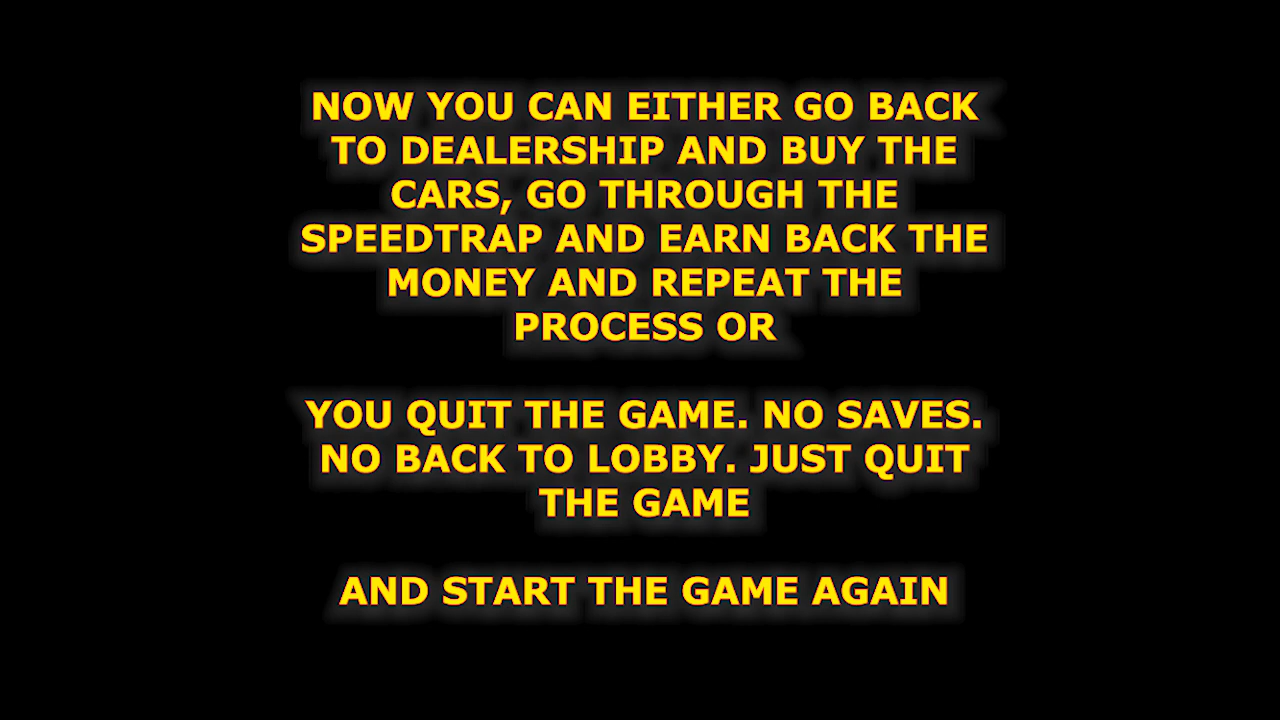 NOW YOU CAN EITHER GO BACK
TO DEALERSHIP AND BUY THE
CARS, GO THROUGH THE
SPEEDTRAP AND EARN BACK THE
MONEY AND REPEAT THE
PROCESS OR
YOU QUIT THE GAME. NO SAVES.
NO BACK TO LOBBY. JUST QUIT
THE GAME
AND START THE GAME AGAIN